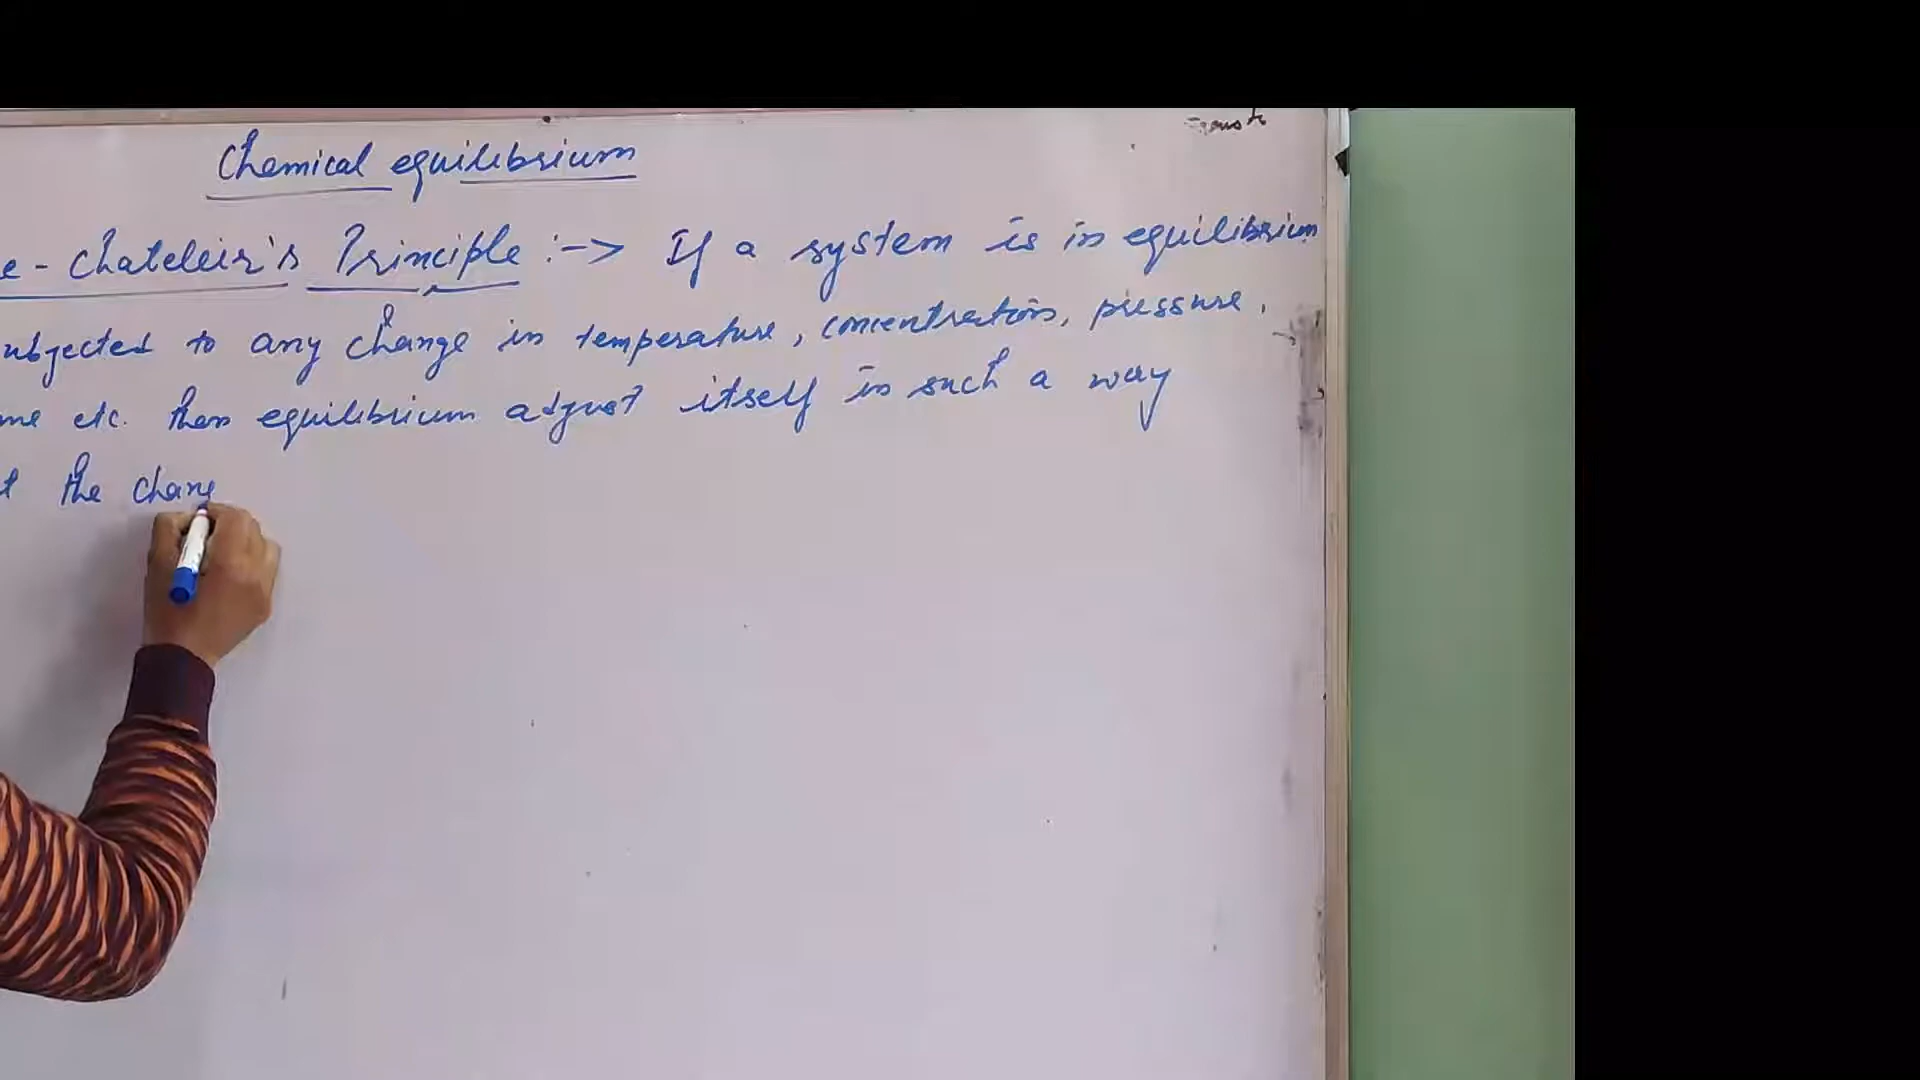 Chemical equilibrium
e - Chateleir's Principle :-> If a system is in equilibrium
ubjected to any change in temperature, concentration, pressure,
me etc. then equilibrium adjust itself in such a way
the chang